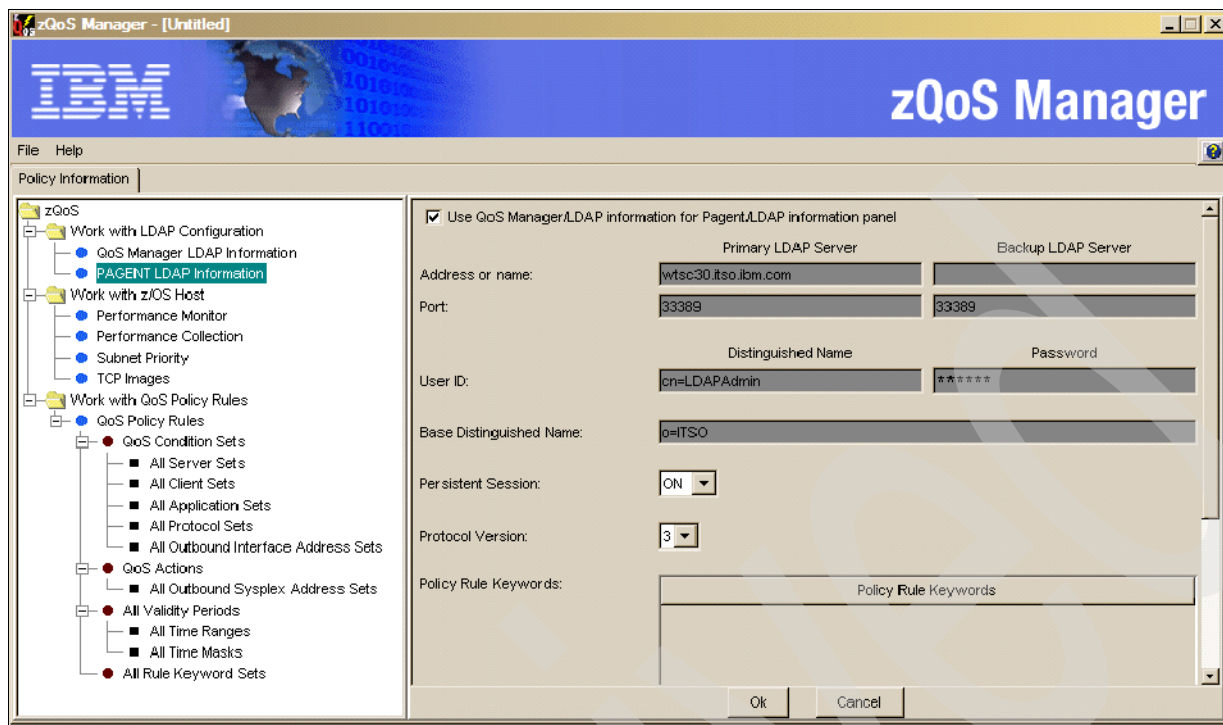 zQoS Manager - [Untitled]
IBM
zQoS Manager
File Help
Policy Information
zQoS
Work with LDAP Configuration
QoS Manager LDAP Information
PAGENT LDAP Information
Work with z/OS Host
Performance Monitor
Performance Collection
Subnet Priority
TCP Images
Work with QoS Policy Rules
QoS Policy Rules
QoS Condition Sets
All Server Sets
All Client Sets
All Application Sets
All Protocol Sets
All Outbound Interface Address Sets
QoS Actions
All Outbound Sysplex Address Sets
All Validity Periods
All Time Ranges
All Time Masks
All Rule Keyword Sets
Use QoS Manager/LDAP information for Pagent/LDAP information panel
Primary LDAP Server Backup LDAP Server
Address or name: wtsc30.itso.ibm.com
Port: 33389 33389
Distinguished Name Password
User ID: cn=LDAPAdmin ******
Base Distinguished Name: o=ITSO
Persistent Session: ON
Protocol Version: 3
Policy Rule Keywords: Policy Rule Keywords
Ok Cancel